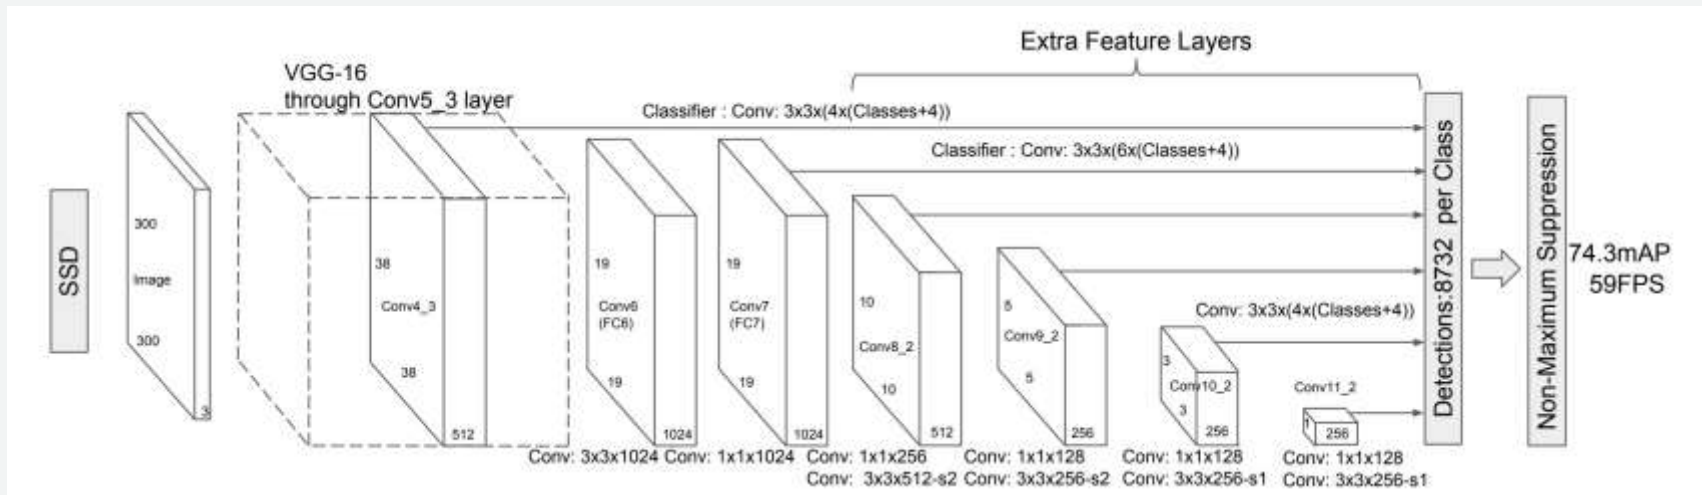 Extra Feature Layers
VGG-16
through Conv5_3 layer
Classifier : Conv: 3x3x(4x(Classes+4))
Classifier : Conv: 3x3x(6x(Classes+4))
SSD
300
Image
300
3
38
Conv4_3
38
512
19
Conv6
(FC6)
19
1024
19
Conv7
(FC7)
19
1024
10
Conv8_2
10
512
5
Conv9_2
5
256
Conv: 3x3x(4x(Classes+4))
3
Conv10_2
3
256
Conv11_2
1
256
Conv: 3x3x1024
Conv: 1x1x1024
Conv: 1x1x256
Conv: 3x3x512-s2
Conv: 1x1x128
Conv: 3x3x256-s2
Conv: 1x1x128
Conv: 3x3x256-s1
Conv: 1x1x128
Conv: 3x3x256-s1
Detections:8732 per Class
Non-Maximum Suppression
74.3mAP
59FPS